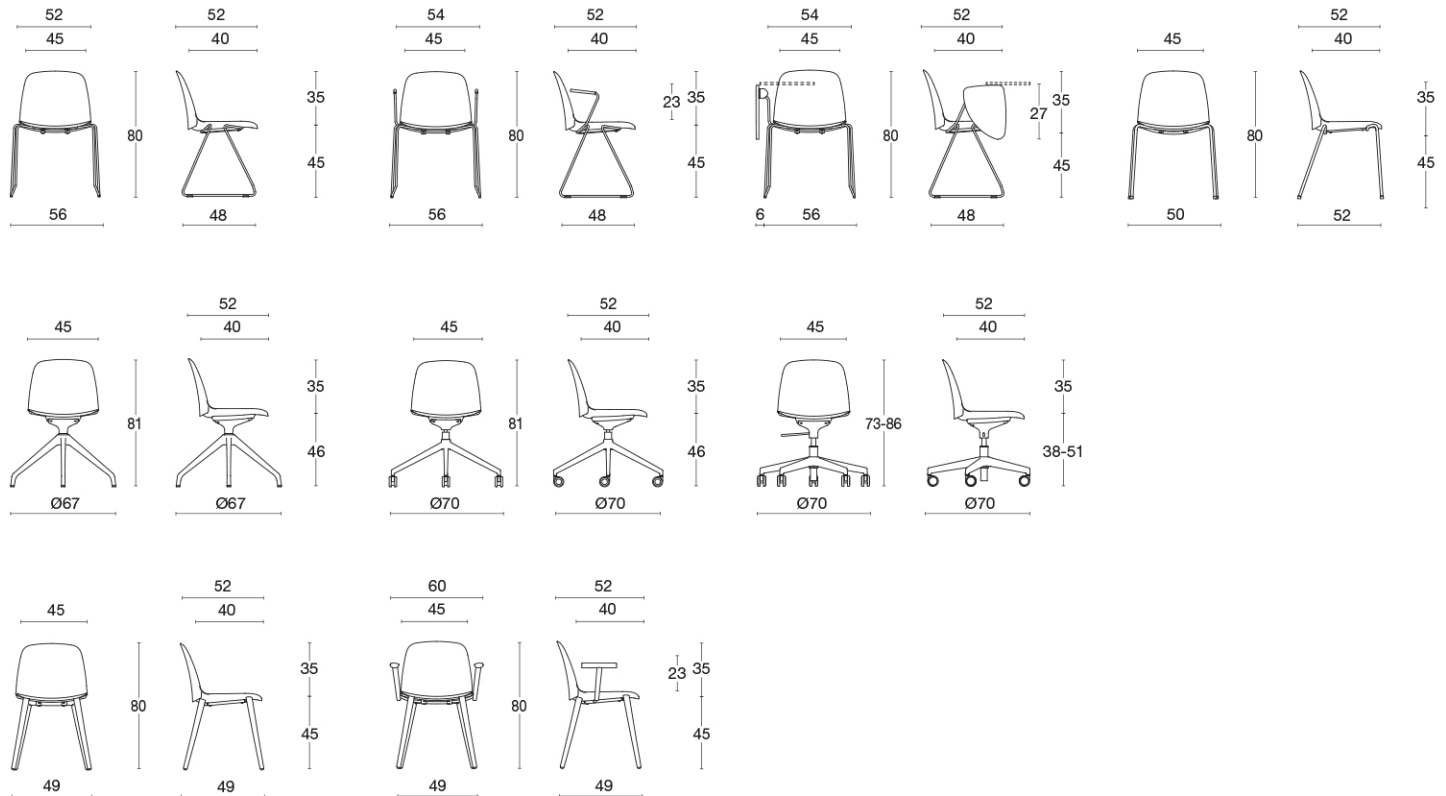 52 52 54 52 54 52 52
45 40 45 40 45 40 45 40
35 23 35 27 35 35
80 80 80 80
45 45 45 45
56 48 56 48 6 56 48 50 52
52 52 52
45 40 45 40 45 40
35 35 35
81 81 73-86
46 46 38-51
Ø67 Ø67 Ø70 Ø70 Ø70 Ø70
52 60 52
45 40 45 40
35 23 35
80 80
45 45
49 49 49 49